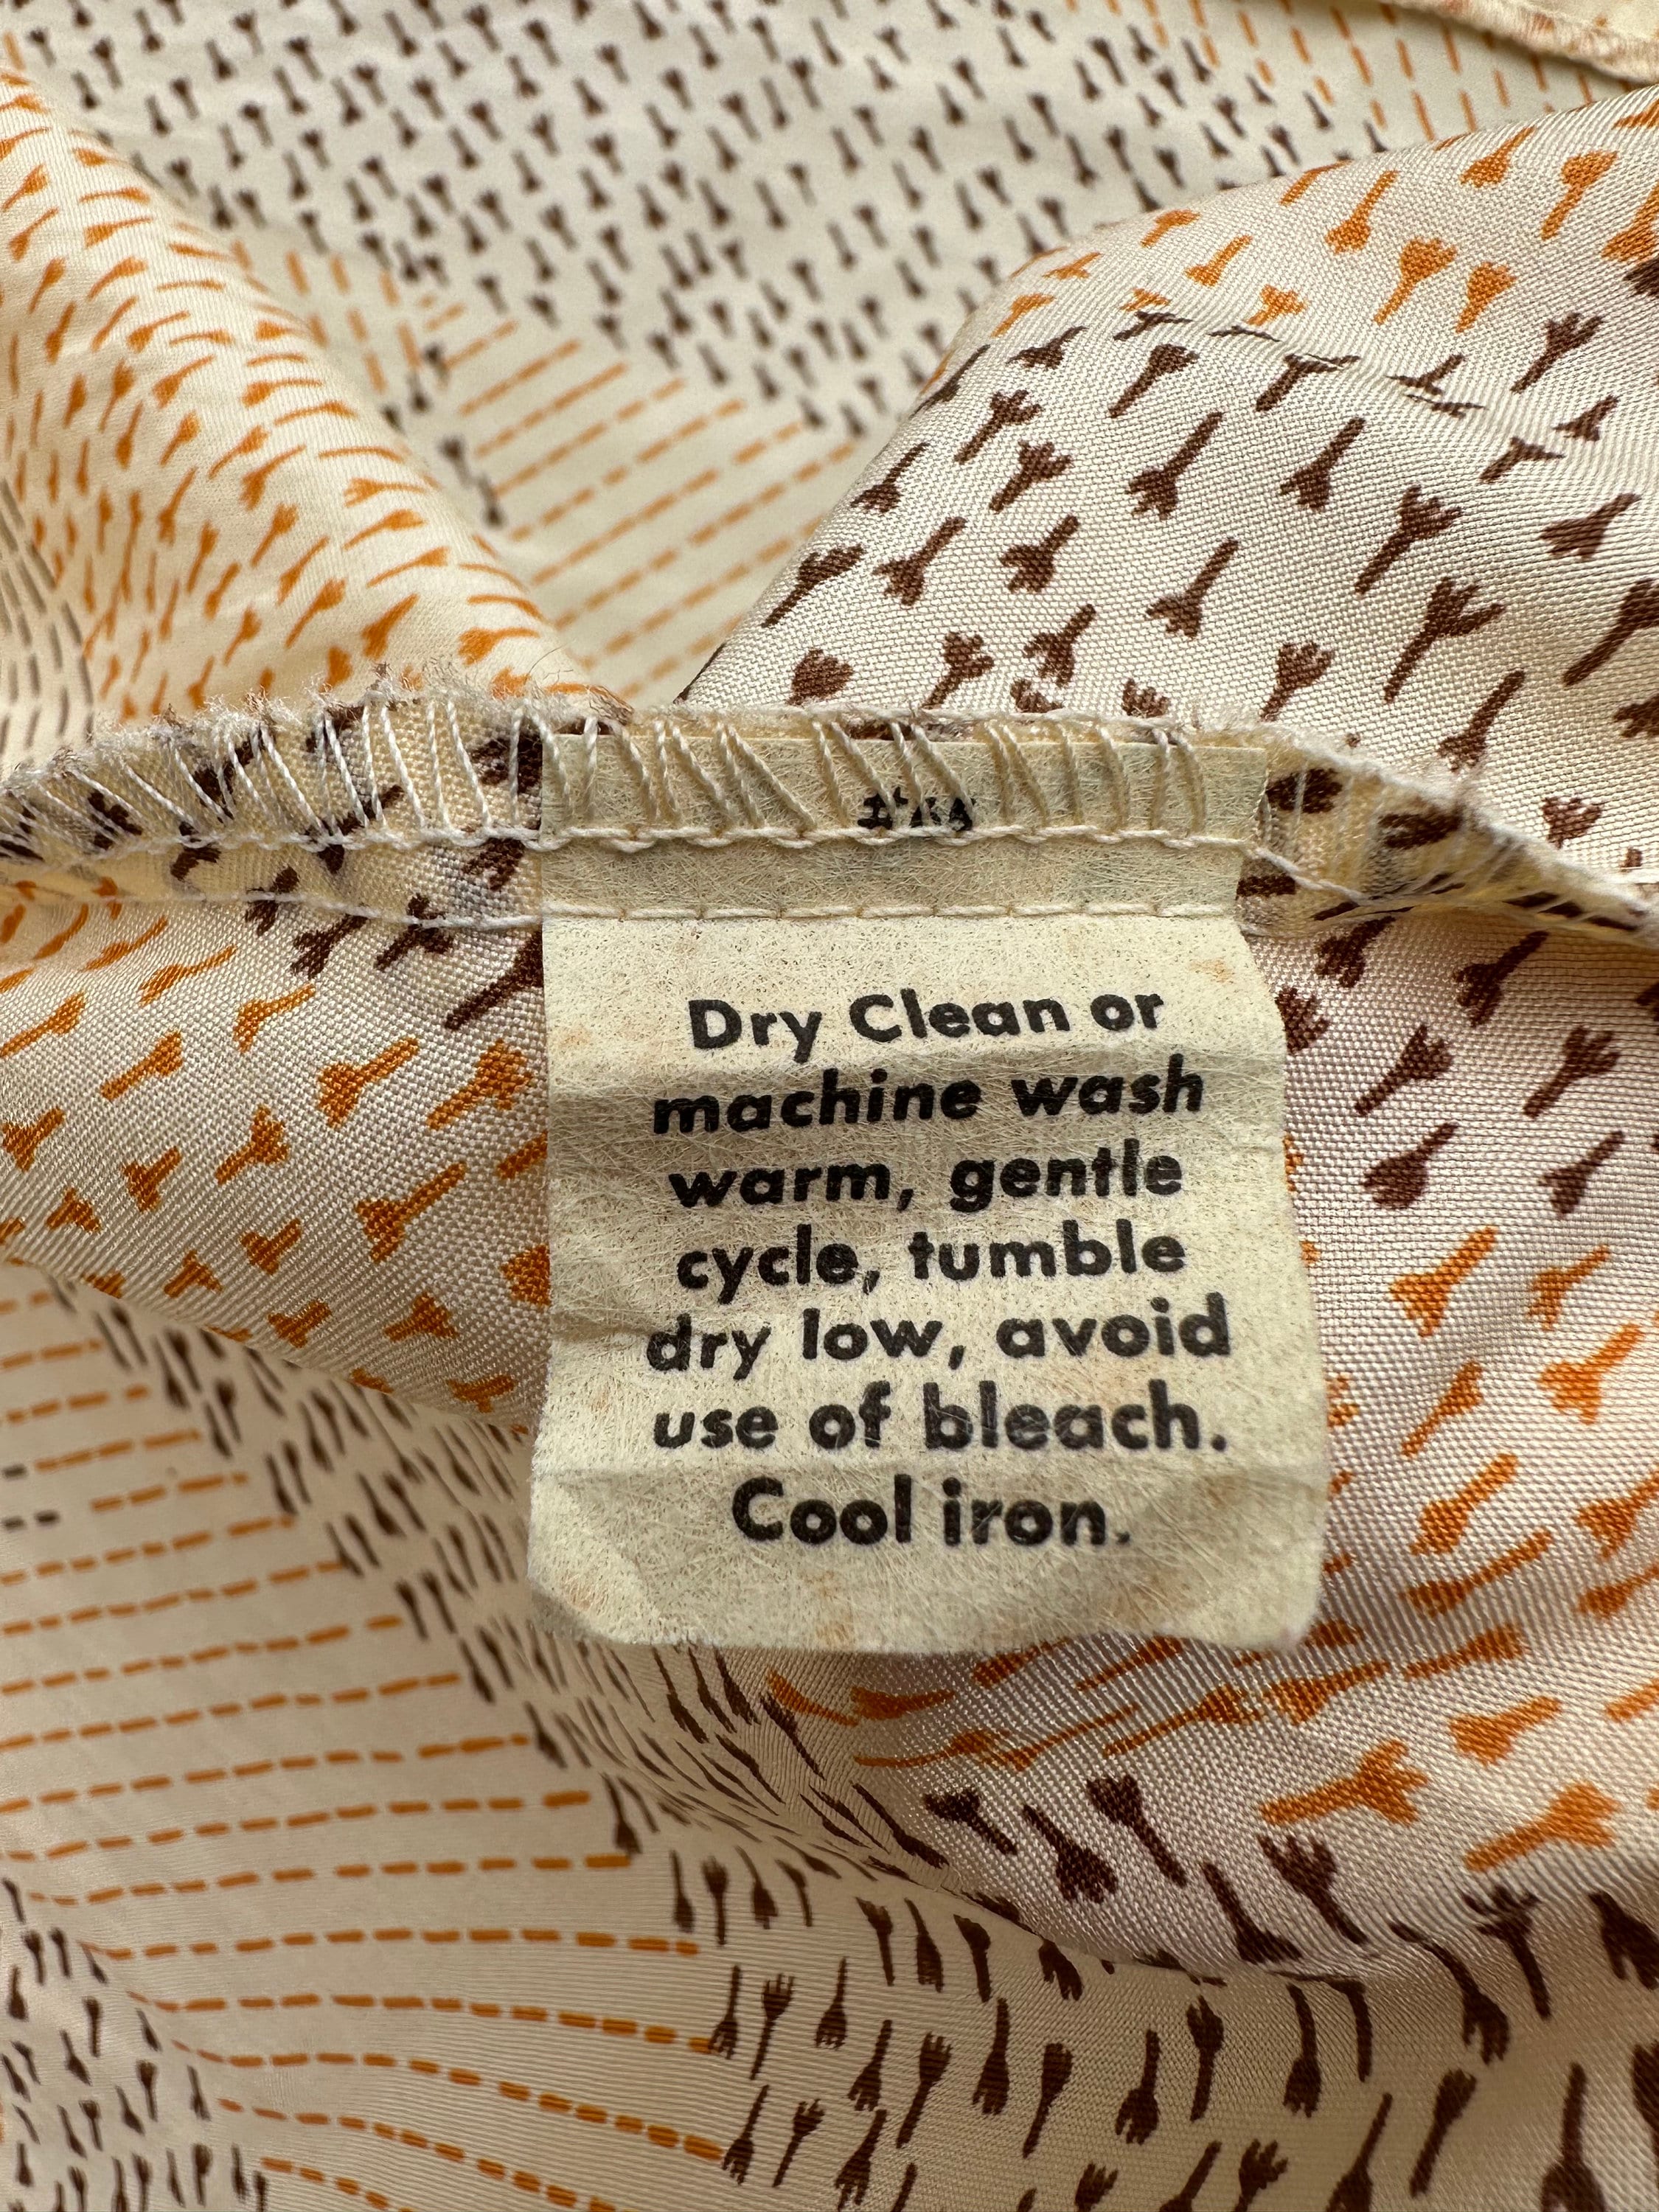 Dry Clean or
machine wash
warm, gentle
cycle, tumble
dry low, avoid
use of bleach.
Cool iron.